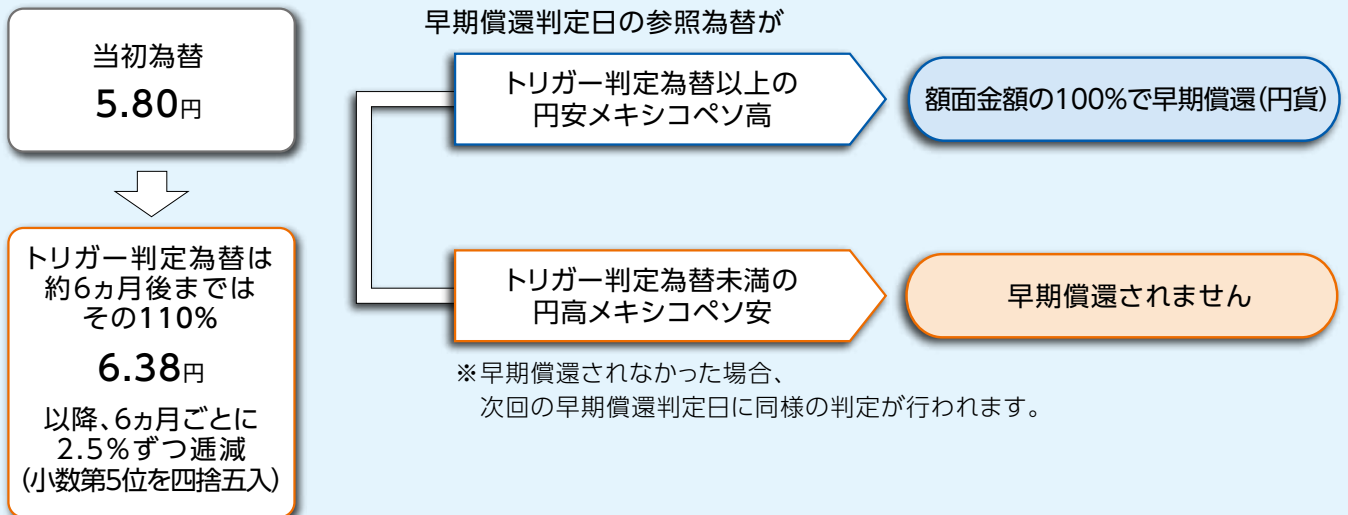 当初為替
5.80円
トリガー判定為替は
約6ヵ月後までは
その110%
6.38円
以降、6ヵ月ごとに
2.5%ずつ逓減
(小数第5位を四捨五入)
早期償還判定日の参照為替が
トリガー判定為替以上の
円安メキシコペソ高
額面金額の100%で早期償還(円貨)
トリガー判定為替未満の
円高メキシコペソ安
早期償還されません
※早期償還されなかった場合、
次回の早期償還判定日に同様の判定が行われます。